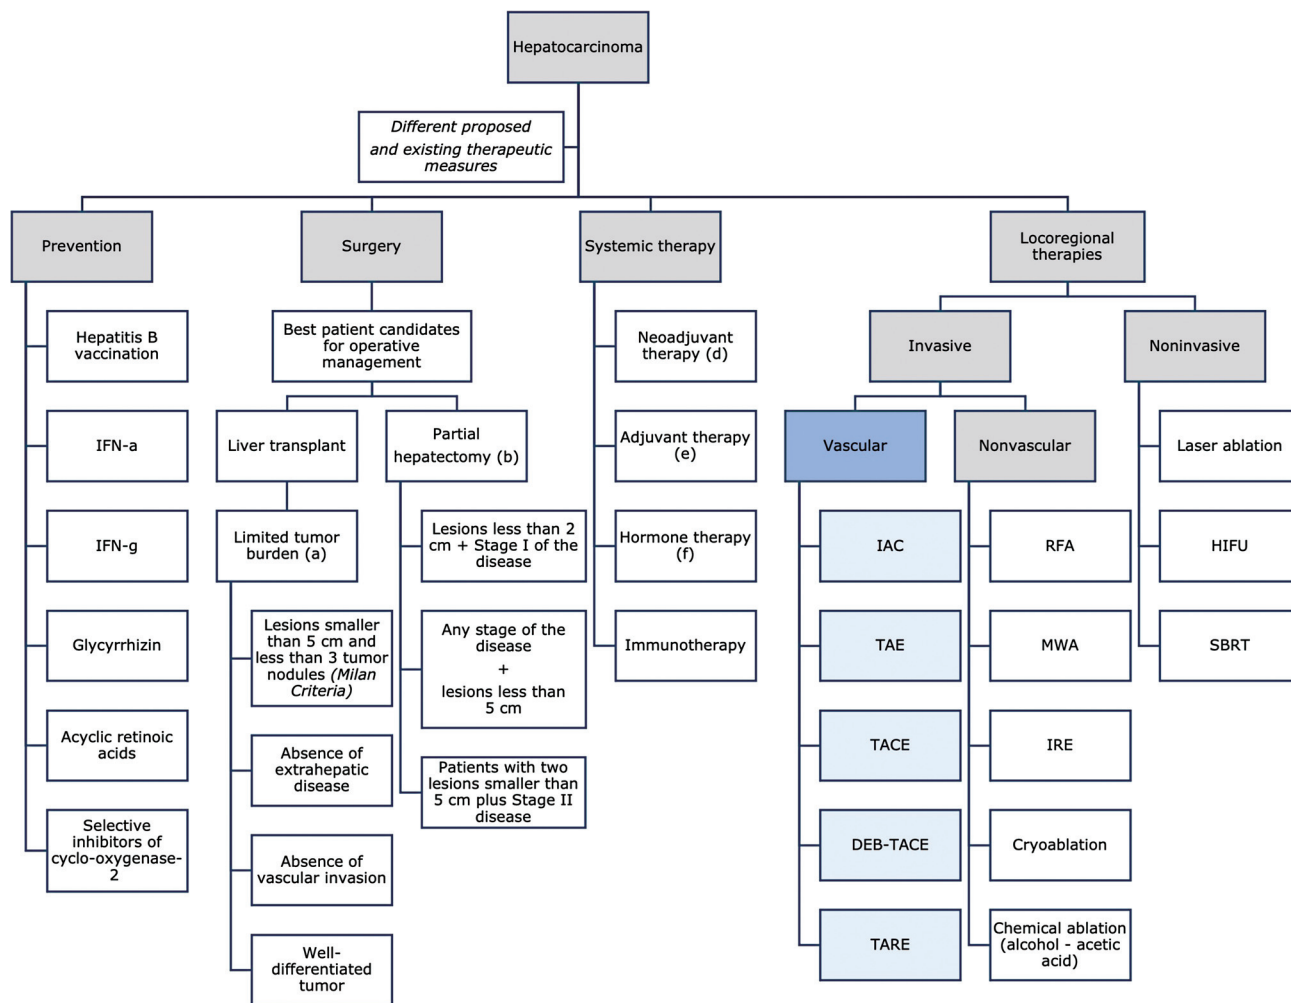 Hepatocarcinoma
Different proposed
and existing therapeutic
measures
Prevention
Surgery
Systemic therapy
Locoregional
therapies
Hepatitis B
vaccination
IFN-a
IFN-g
Glycyrrhizin
Acyclic retinoic
acids
Selective
inhibitors of
cyclo-oxygenase-
2
Best patient candidates
for operative
management
Liver transplant
Limited tumor
burden (a)
Lesions smaller
than 5 cm and
less than 3 tumor
nodules (Milan
Criteria)
Absence of
extrahepatic
disease
Absence of
vascular invasion
Well-
differentiated
tumor
Partial
hepatectomy (b)
Lesions less than 2
cm + Stage I of the
disease
Any stage of the
disease
+
lesions less than
5 cm
Patients with two
lesions smaller than
5 cm plus Stage II
disease
Neoadjuvant
therapy (d)
Adjuvant therapy
(e)
Hormone therapy
(f)
Immunotherapy
Invasive
Vascular
IAC
TAE
TACE
DEB-TACE
TARE
Nonvascular
RFA
MWA
IRE
Cryoablation
Chemical ablation
(alcohol - acetic
acid)
Noninvasive
Laser ablation
HIFU
SBRT